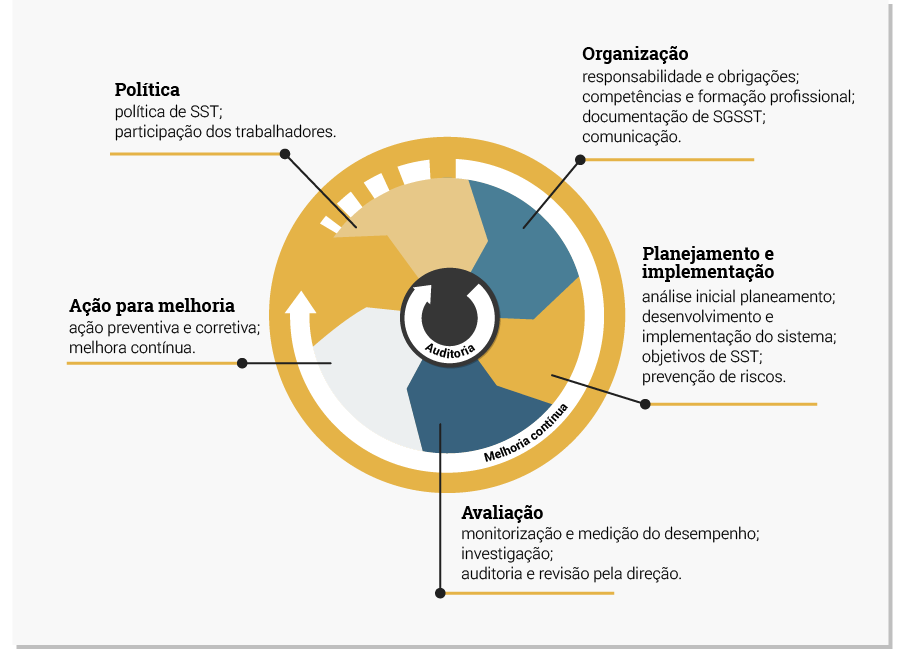 Política
política de SST;
participação dos trabalhadores.
Organização
responsabilidade e obrigações;
competências e formação profissional;
documentação de SGSST;
comunicação.
Planejamento e
implementação
análise inicial planeamento;
desenvolvimento e
implementação do sistema;
objetivos de SST;
prevenção de riscos.
Ação para melhoria
ação preventiva e corretiva;
melhora contínua.
Auditoria
Melhoria contínua
Avaliação
monitorização e medição do desempenho;
investigação;
auditoria e revisão pela direção.